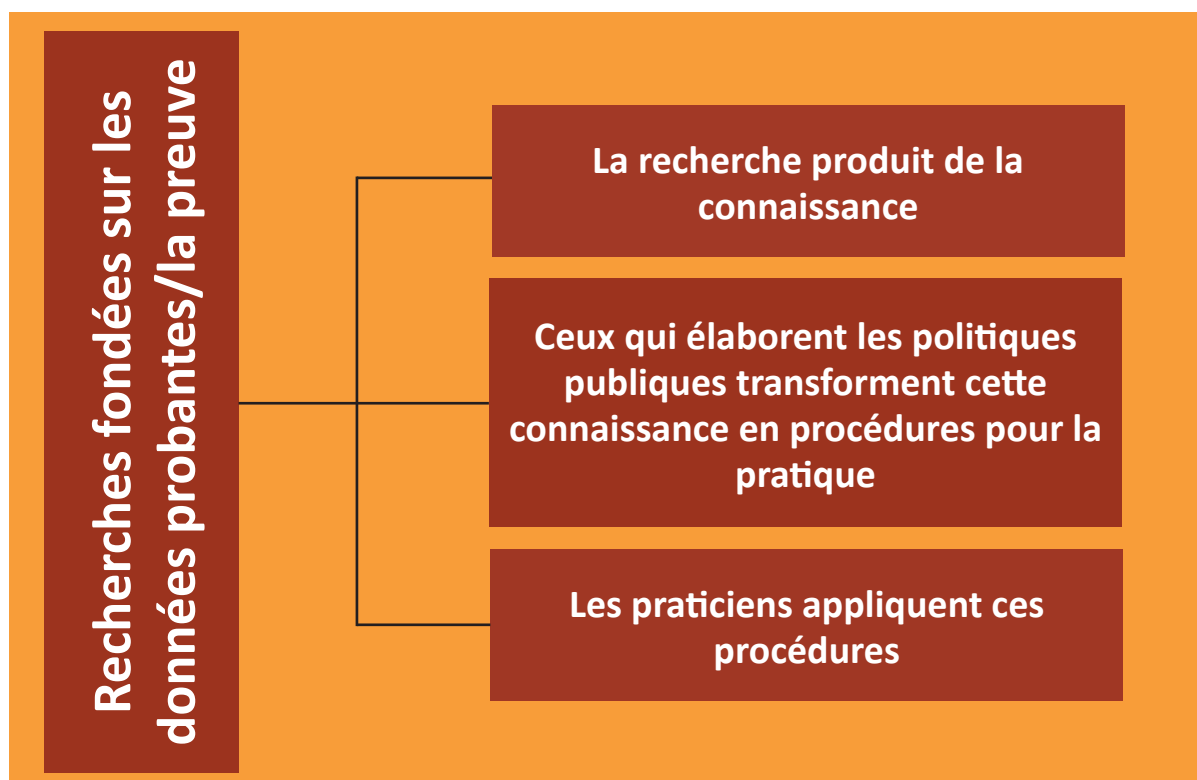 Recherches fondées sur les
données probantes/la preuve
La recherche produit de la
connaissance
Ceux qui élaborent les politiques
publiques transforment cette
connaissance en procédures pour la
pratique
Les praticiens appliquent ces
procédures